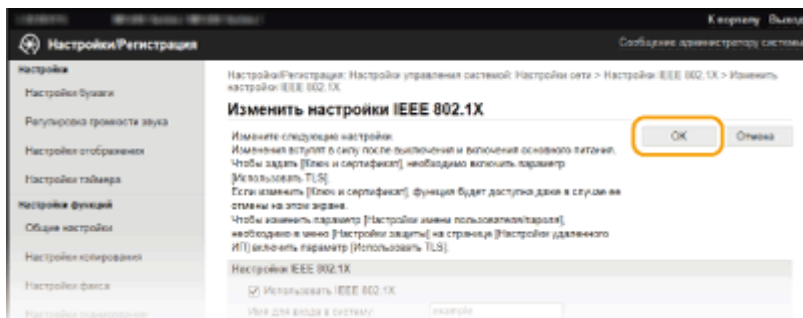 К порталу Выход
Настройки/Регистрация
Сообщение администратору системы
Настройки
Настройки бумаги
Регулировка громкости звука
Настройки отображения
Настройки таймера
Настройки функций
Общие настройки
Настройки копирования
Настройки факса
Настройки сканирования
Настройки/Регистрация: Настройки управления системой: Настройки сети > Настройки IEEE 802.1X > Изменить
настройки IEEE 802.1X
Изменить настройки IEEE 802.1X
OK Отмена
Измените следующие настройки.
Изменения вступят в силу после выключения и включения основного питания.
Чтобы задать [Ключ и сертификат], необходимо включить параметр
[Использовать TLS].
Если изменить [Ключ и сертификат], функция будет доступна даже в случае ее
отмены на этом экране.
Чтобы изменить параметр [Настройки имени пользователя/пароля],
необходимо в меню [Настройки защиты] на странице [Настройки удаленного
ИП] включить параметр [Использовать TLS].
Настройки IEEE 802.1X
Использовать IEEE 802.1X
Имя для входа в систему: example